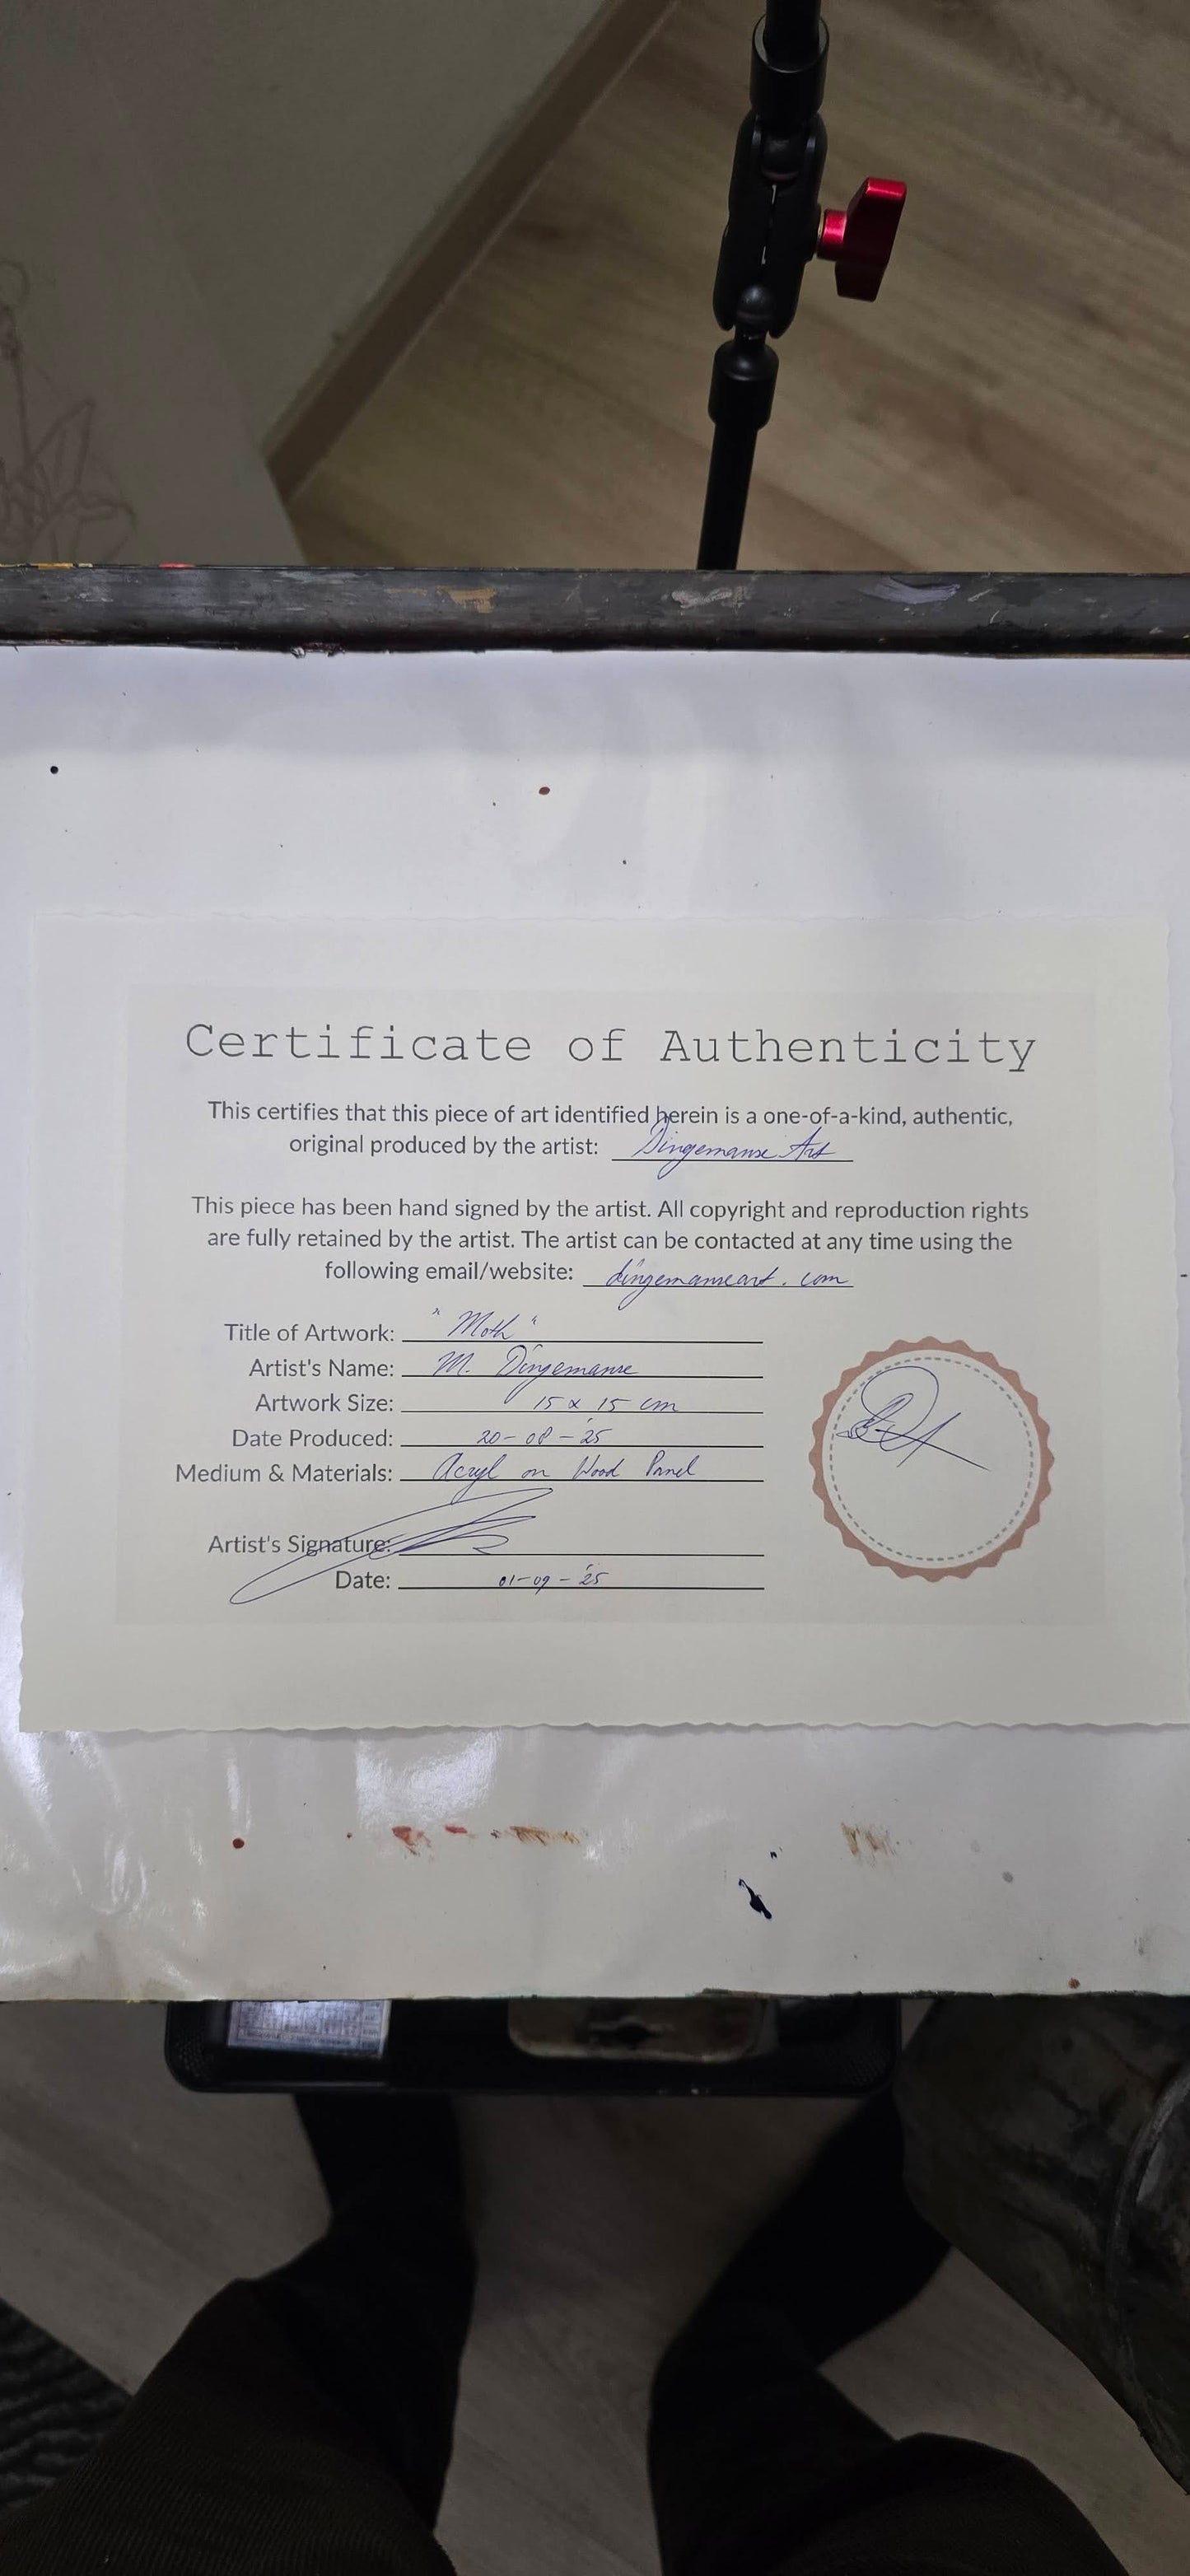 Certificate of Authenticity
This certifies that this piece of art identified herein is a one-of-a-kind, authentic,
original produced by the artist: Dingemanse Art
This piece has been hand signed by the artist. All copyright and reproduction rights
are fully retained by the artist. The artist can be contacted at any time using the
following email/website: dingemanseart.com
Title of Artwork: "Moth"
Artist's Name: M. Dingemanse
Artwork Size: 15 x 15 cm
Date Produced: 20-08-'25
Medium & Materials: Acryl on Wood Panel
Artist's Signature:
Date: 01-09-'25